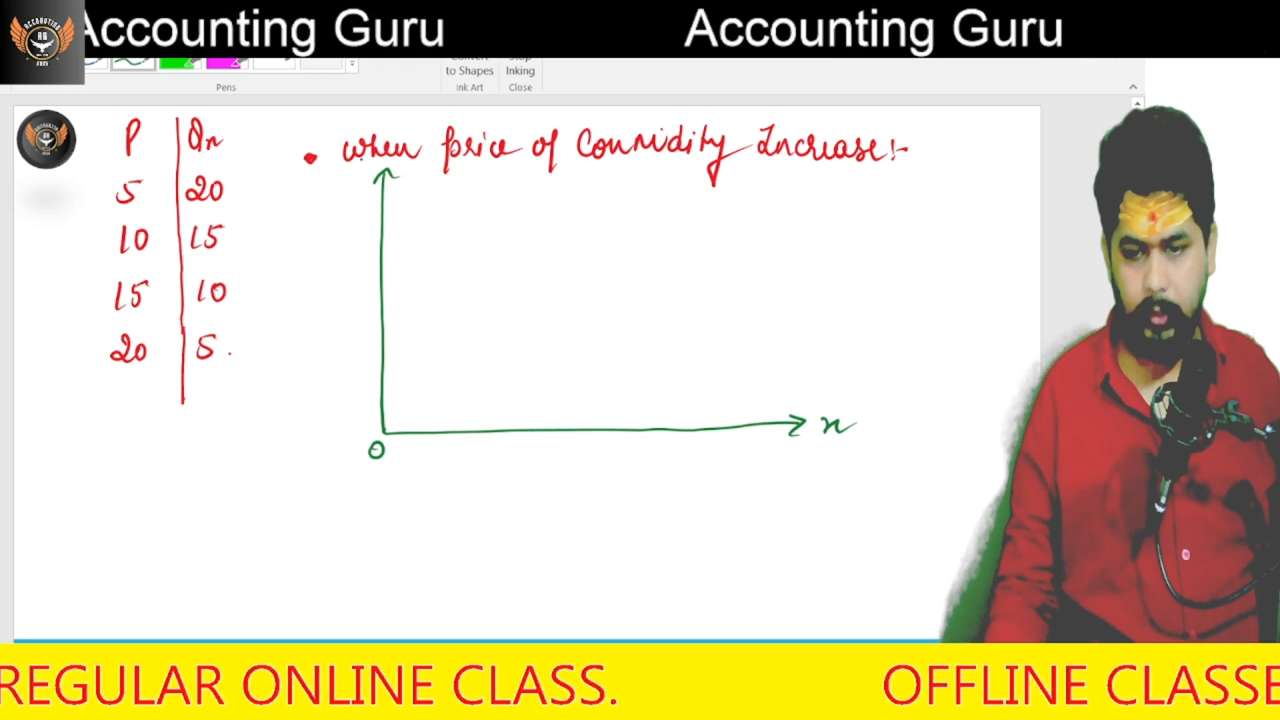 Accounting Guru Accounting Guru
to Shapes Inking
Pens Ink Art Close
P Qn
5 20
10 15
15 10
20 5.
• when price of Commidity Increase:-
x
0
REGULAR ONLINE CLASS. OFFLINE CLASSE